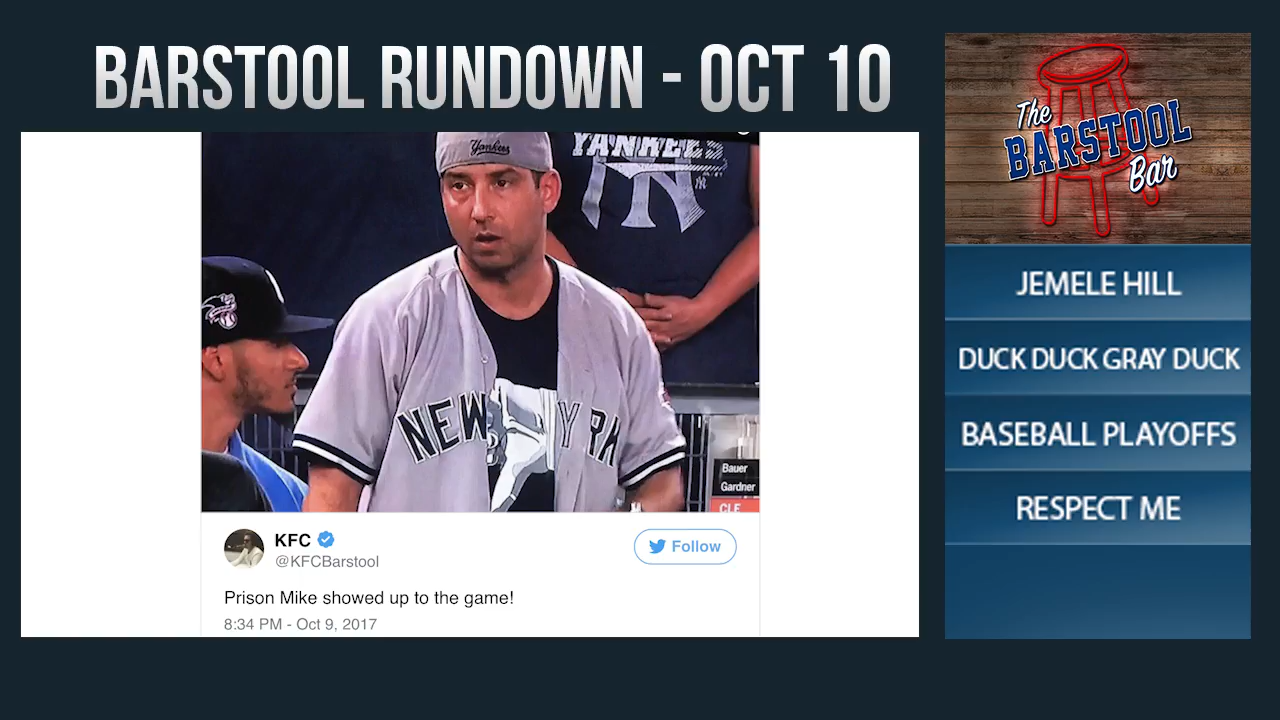 BARSTOOL RUNDOWN - OCT 10
The
BARSTOOL
Bar
Yankees
YANKEES
NY
NEW YORK
Bauer
Gardner
CLE
KFC
@KFCBarstool
Follow
Prison Mike showed up to the game!
8:34 PM - Oct 9, 2017
JEMELE HILL
DUCK DUCK GRAY DUCK
BASEBALL PLAYOFFS
RESPECT ME